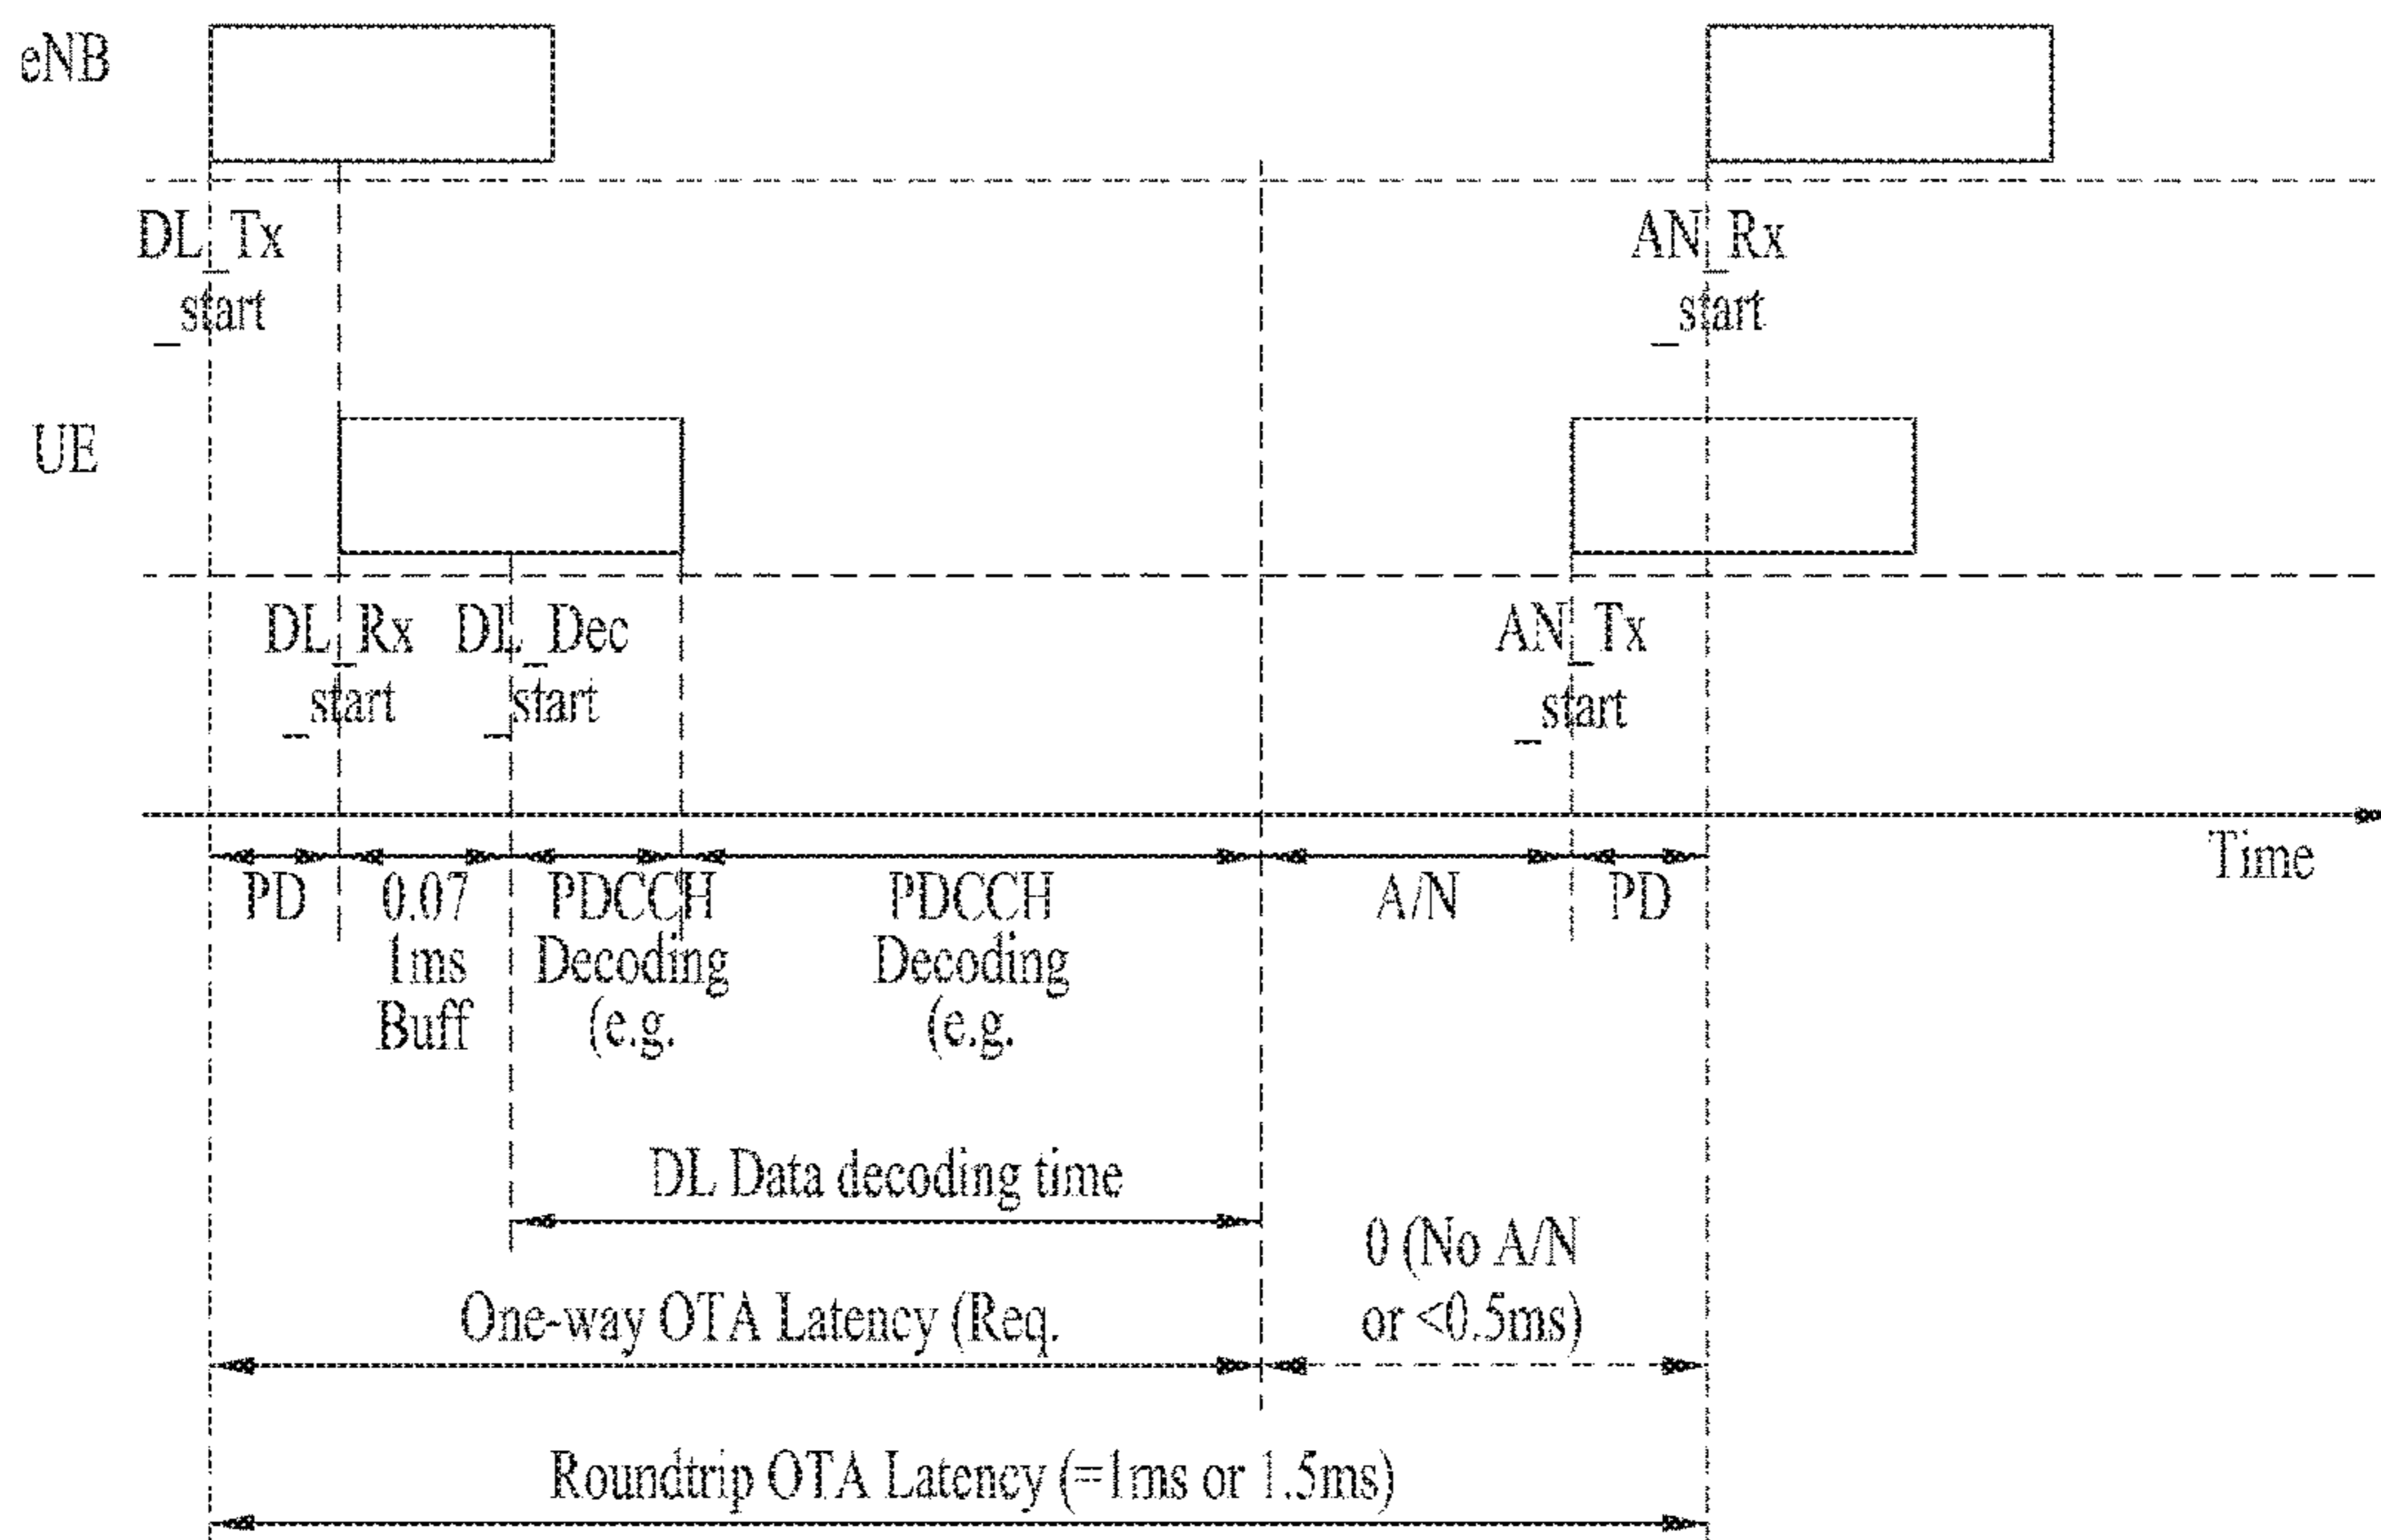 eNB
DL_Tx
_start
AN_Rx
_start
UE
DL_Rx
_start
DL_Dec
_start
AN_Tx
_start
Time
PD
0.07
1ms
Buff
PDCCH
Decoding
(e.g.
PDCCH
Decoding
(e.g.
A/N
PD
DL Data decoding time
0 (No A/N
or <0.5ms)
One-way OTA Latency (Req.
Roundtrip OTA Latency (=1ms or 1.5ms)